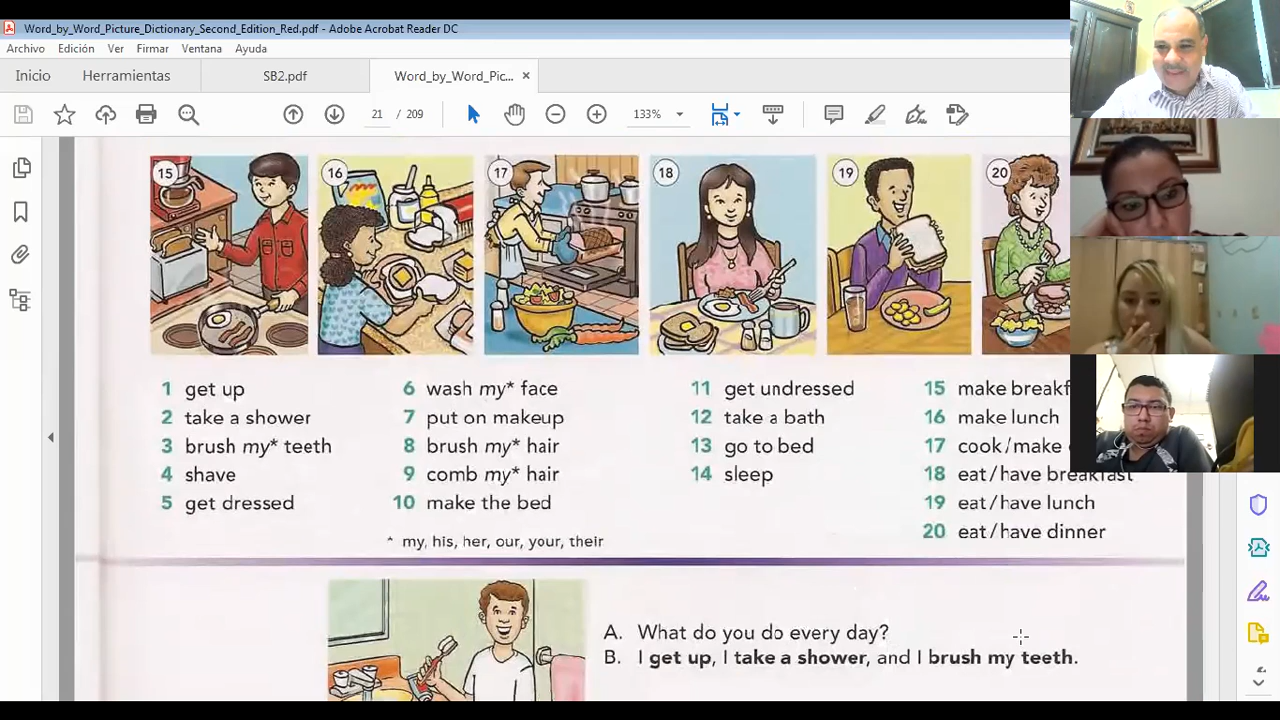 Word_by_Word_Picture_Dictionary_Second_Edition_Red.pdf - Adobe Acrobat Reader DC
Archivo Edición Ver Firmar Ventana Ayuda
Inicio Herramientas SB2.pdf Word_by_Word_Pic... ×
21 / 209 133%
15 16 17 18 19 20
1 get up
2 take a shower
3 brush my* teeth
4 shave
5 get dressed
6 wash my* face
7 put on makeup
8 brush my* hair
9 comb my* hair
10 make the bed
* my, his, her, our, your, their
11 get undressed
12 take a bath
13 go to bed
14 sleep
15 make breakf
16 make lunch
17 cook/make
18 eat/have breakfast
19 eat/have lunch
20 eat/have dinner
A. What do you do every day?
B. I get up, I take a shower, and I brush my teeth.